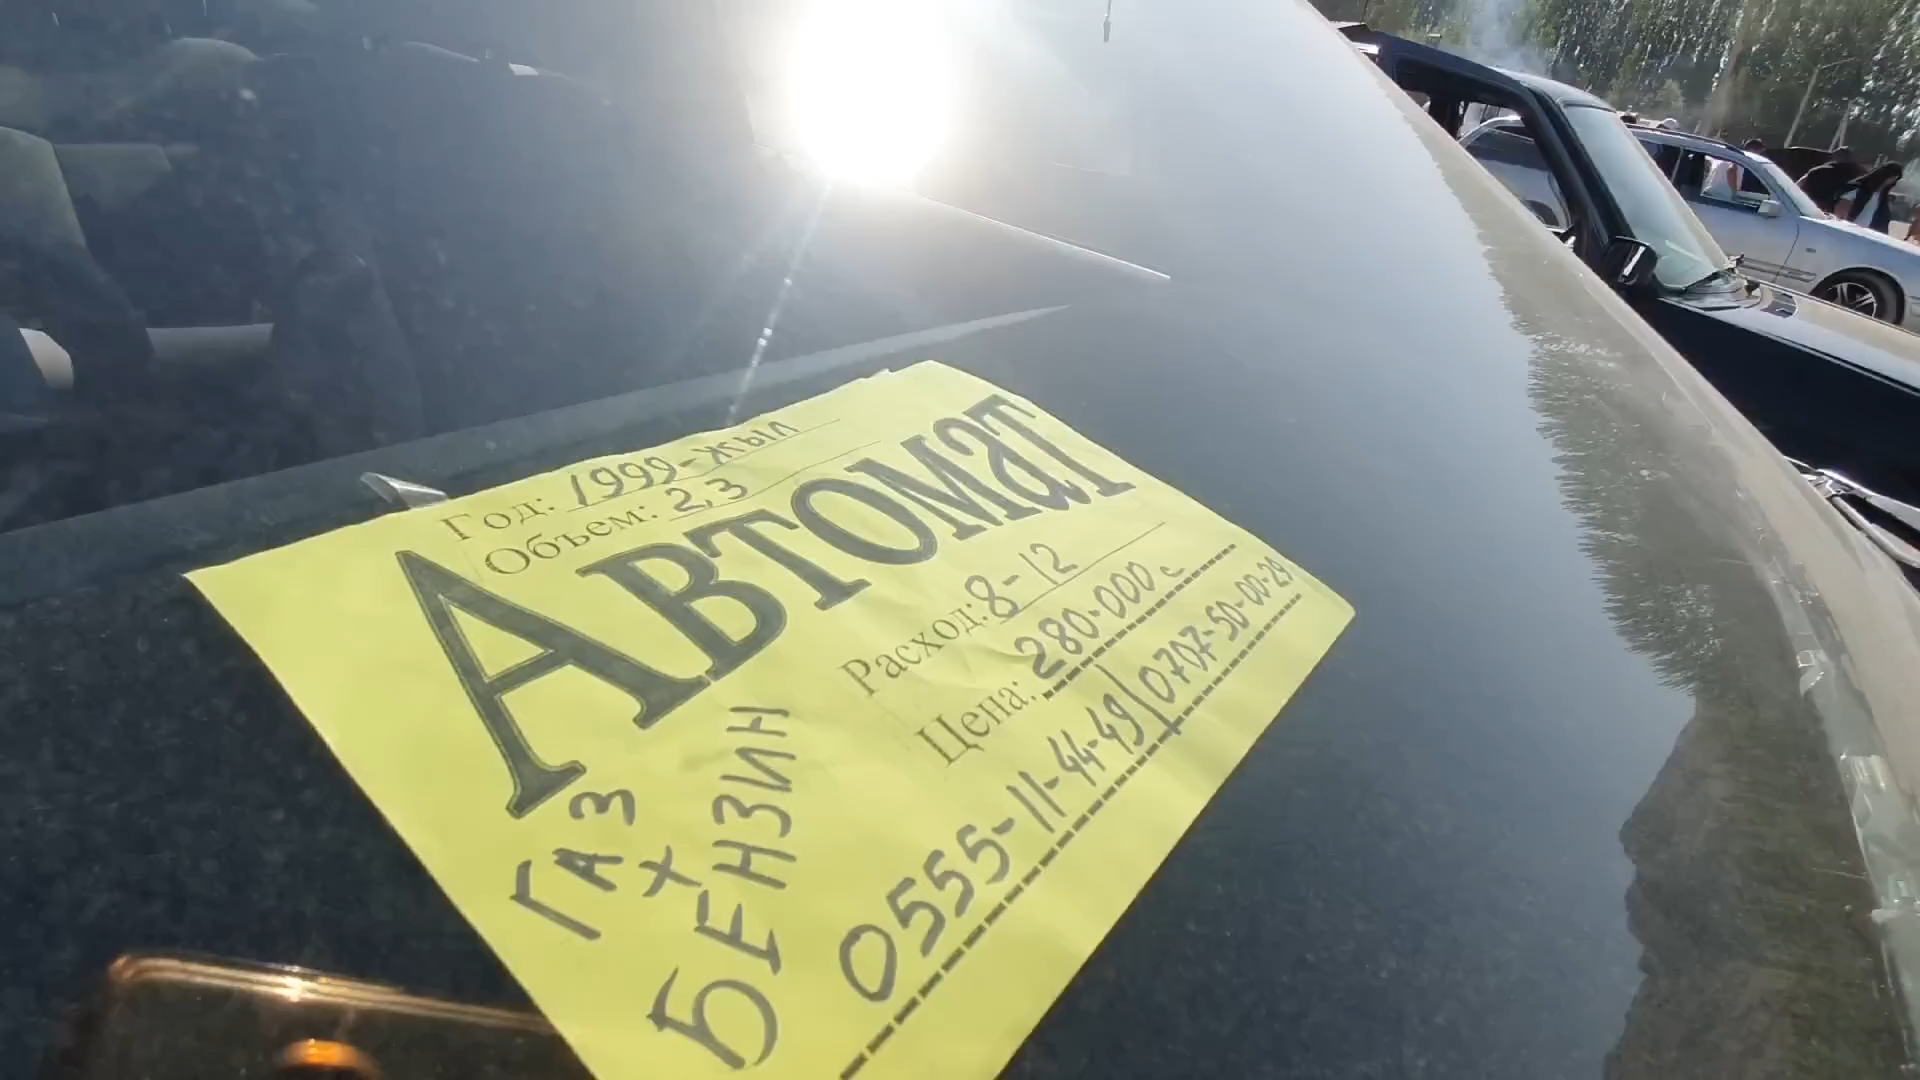 Год: 1999-жыл
Объем: 2,3
Автомат
Расход: 8-12
Цена: 280-000 с
0555-11-44-49/0707-50-00-29
ГАЗ
х
БЕНЗИН